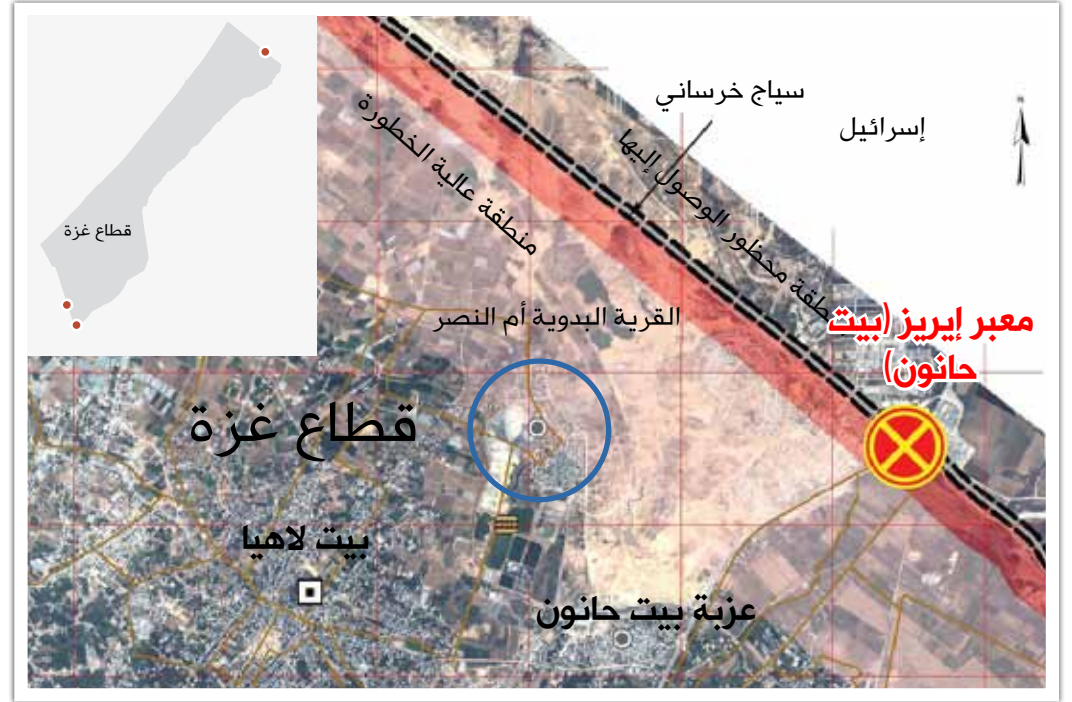 سياج خرساني
إسرائيل
منطقة محظور الوصول إليها
منطقة عالية الخطورة
قطاع غزة
القرية البدوية أم النصر
معبر إيريز (بيت
حانون)
قطاع غزة
بيت لاهيا
عزبة بيت حانون